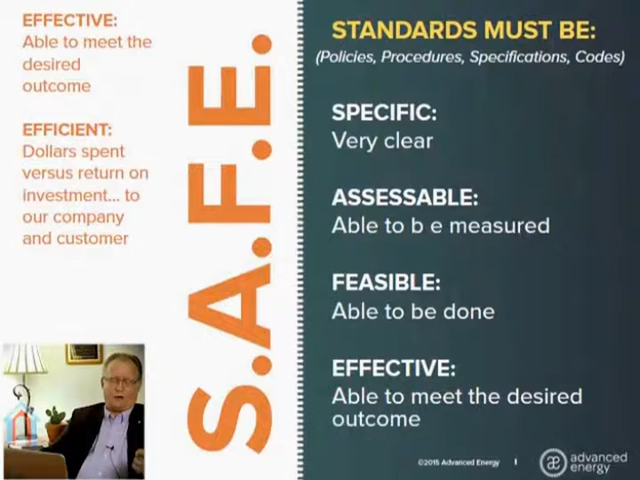 EFFECTIVE:
Able to meet the
desired
outcome
EFFICIENT:
Dollars spent
versus return on
investment... to
our company
and customer
S.A.F.E.
STANDARDS MUST BE:
(Policies, Procedures, Specifications, Codes)
SPECIFIC:
Very clear
ASSESSABLE:
Able to b e measured
FEASIBLE:
Able to be done
EFFECTIVE:
Able to meet the desired
outcome
©2015 Advanced Energy
æ
advanced
energy